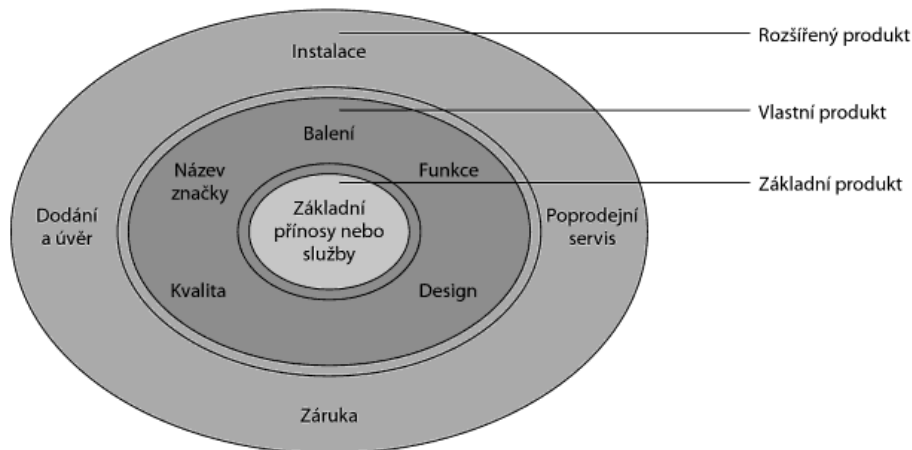 Instalace
Rozšířený produkt
Vlastní produkt
Balení
Název
značky
Funkce
Základní produkt
Základní
přínosy nebo
služby
Dodání
a úvěr
Poprodejní
servis
Kvalita
Design
Záruka